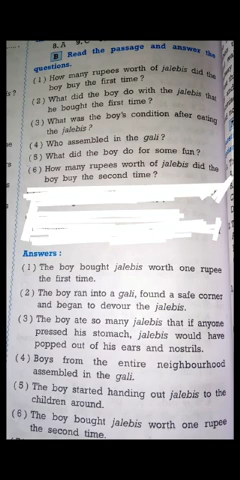 8. A 9. C
B Read the passage and answer the
questions.
(1) How many rupees worth of jalebis did the
boy buy the first time?
(2) What did the boy do with the jalebis that
he bought the first time?
(3) What was the boy's condition after eating
the jalebis?
(4) Who assembled in the gali?
(5) What did the boy do for some fun?
(6) How many rupees worth of jalebis did the
boy buy the second time?
Answers :
(1) The boy bought jalebis worth one rupee
the first time.
(2) The boy ran into a gali, found a safe corner
and began to devour the jalebis.
(3) The boy ate so many jalebis that if anyone
pressed his stomach, jalebis would have
popped out of his ears and nostrils.
(4) Boys from the entire neighbourhood
assembled in the gali.
(5) The boy started handing out jalebis to the
children around.
(6) The boy bought jalebis worth one rupee
the second time.